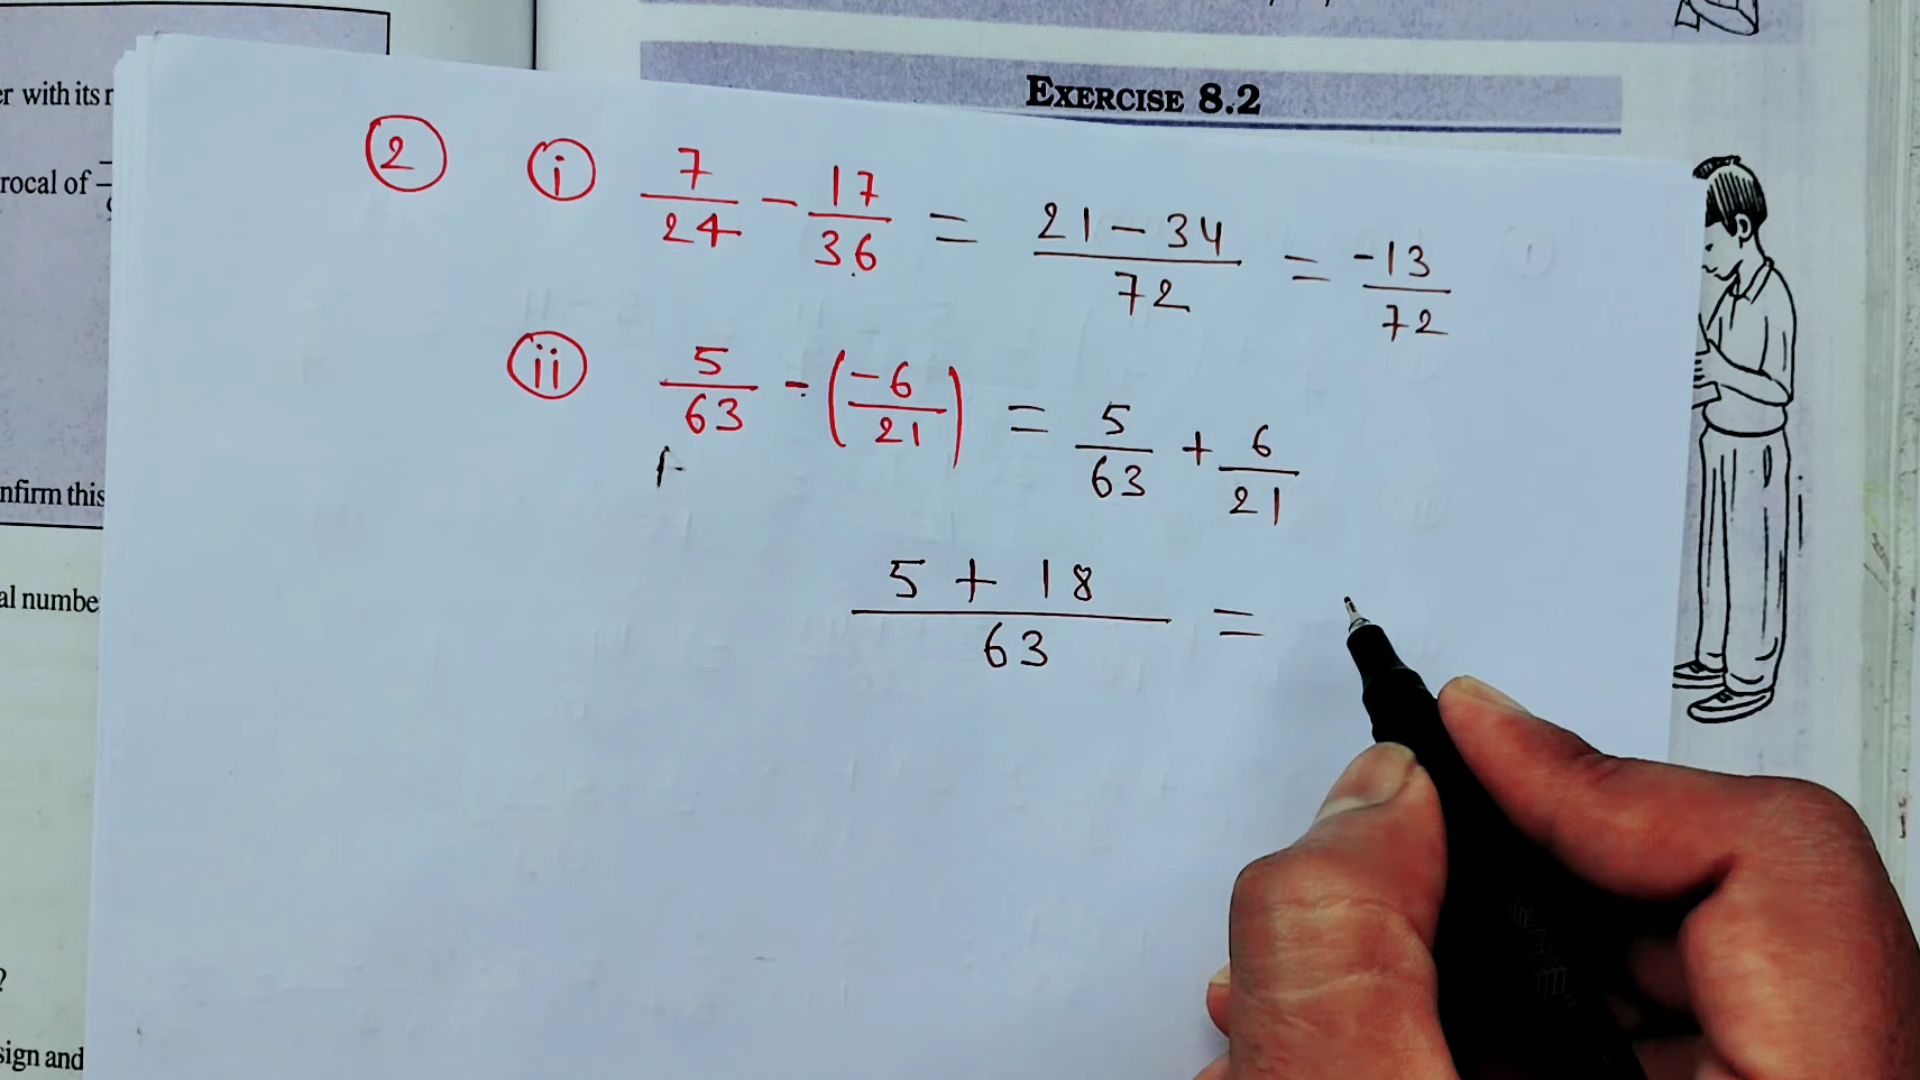 er with its r
rocal of
nfirm this
al numbe
?
sign and
EXERCISE 8.2
2 i 7/24 - 17/36 = 21 - 34/72 = -13/72
ii 5/63 - (-6/21) = 5/63 + 6/21
5 + 18/63 =